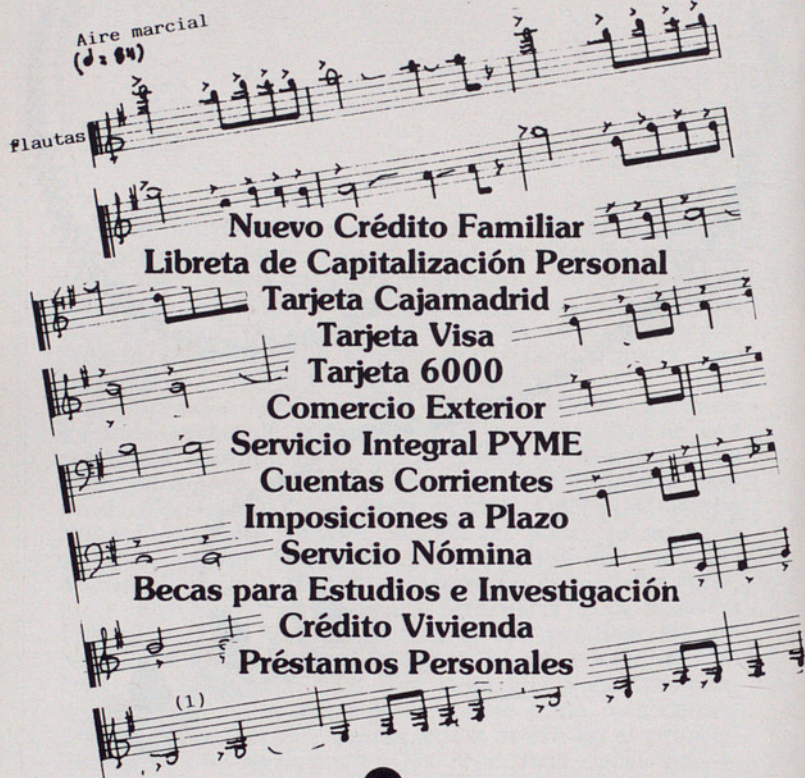 Aire marcial
(♩ = 84)
flautas
Nuevo Crédito Familiar
Libreta de Capitalización Personal
Tarjeta Cajamadrid
Tarjeta Visa
Tarjeta 6000
Comercio Exterior
Servicio Integral PYME
Cuentas Corrientes
Imposiciones a Plazo
Servicio Nómina
Becas para Estudios e Investigación
Crédito Vivienda
Préstamos Personales
(1)